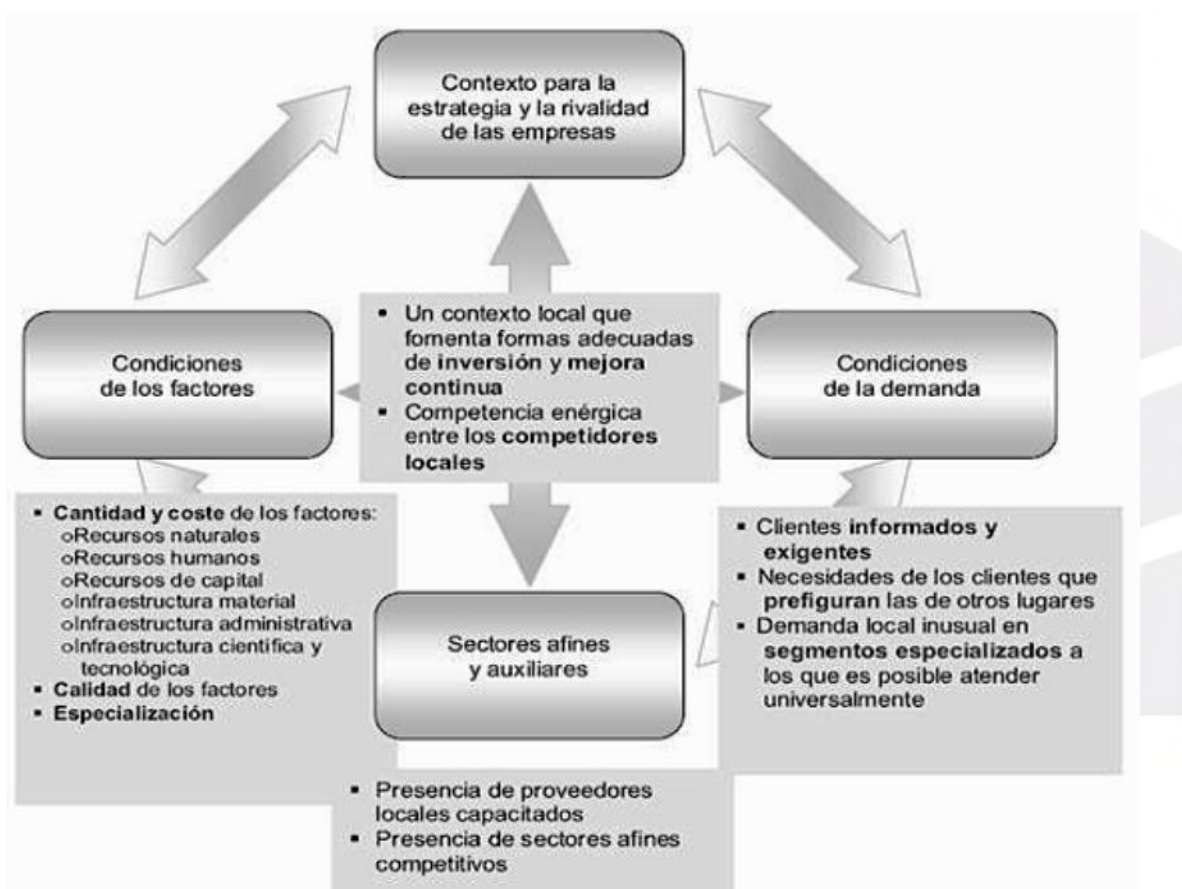 Contexto para la
estrategia y la rivalidad
de las empresas
Condiciones
de los factores
▪ Un contexto local que
fomenta formas adecuadas
de inversión y mejora
continua
▪ Competencia enérgica
entre los competidores
locales
Condiciones
de la demanda
▪ Cantidad y coste de los factores:
oRecursos naturales
oRecursos humanos
oRecursos de capital
oInfraestructura material
oInfraestructura administrativa
oInfraestructura científica y
tecnológica
▪ Calidad de los factores
▪ Especialización
Sectores afines
y auxiliares
▪ Clientes informados y
exigentes
▪ Necesidades de los clientes que
prefiguran las de otros lugares
▪ Demanda local inusual en
segmentos especializados a
los que es posible atender
universalmente
▪ Presencia de proveedores
locales capacitados
▪ Presencia de sectores afines
competitivos